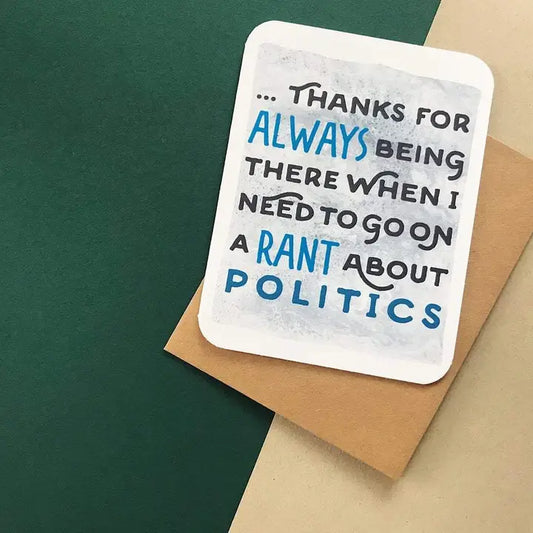 ... THANKS FOR
ALWAYS BEING
THERE WHEN I
NEED TO GO ON
A RANT ABOUT
POLITICS